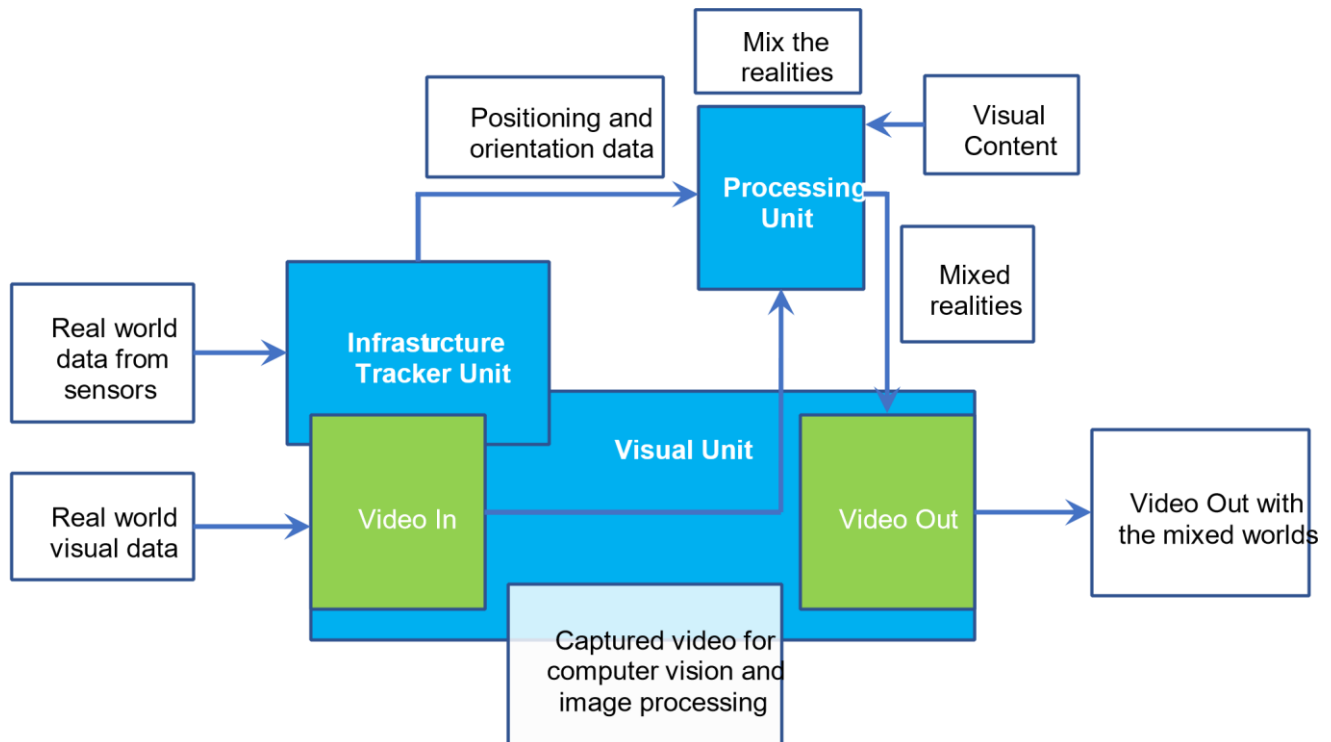 Mix the
realities
Positioning and
orientation data
Visual
Content
Processing
Unit
Mixed
realities
Real world
data from
sensors
Infrasturcture
Tracker Unit
Visual Unit
Real world
visual data
Video In
Video Out
Video Out with
the mixed worlds
Captured video for
computer vision and
image processing